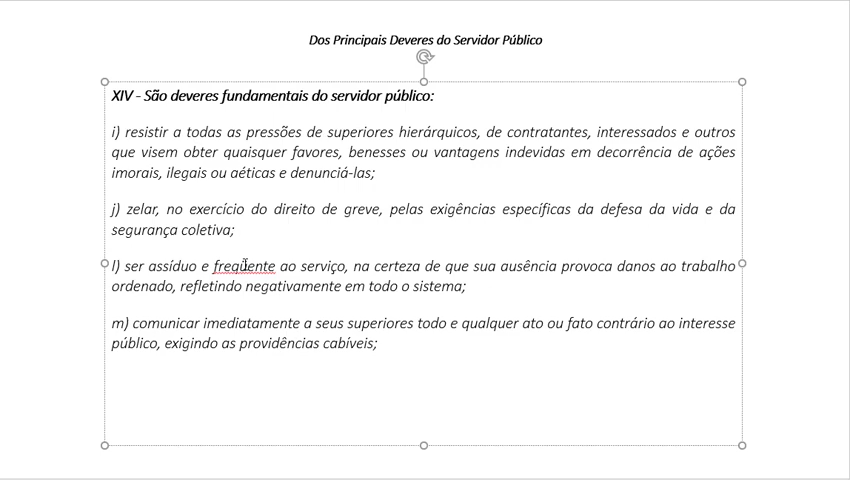 Dos Principais Deveres do Servidor Público
XIV - São deveres fundamentais do servidor público:
i) resistir a todas as pressões de superiores hierárquicos, de contratantes, interessados e outros
que visem obter quaisquer favores, benesses ou vantagens indevidas em decorrência de ações
imorais, ilegais ou aéticas e denunciá-las;
j) zelar, no exercício do direito de greve, pelas exigências específicas da defesa da vida e da
segurança coletiva;
l) ser assíduo e freqüente ao serviço, na certeza de que sua ausência provoca danos ao trabalho
ordenado, refletindo negativamente em todo o sistema;
m) comunicar imediatamente a seus superiores todo e qualquer ato ou fato contrário ao interesse
público, exigindo as providências cabíveis;